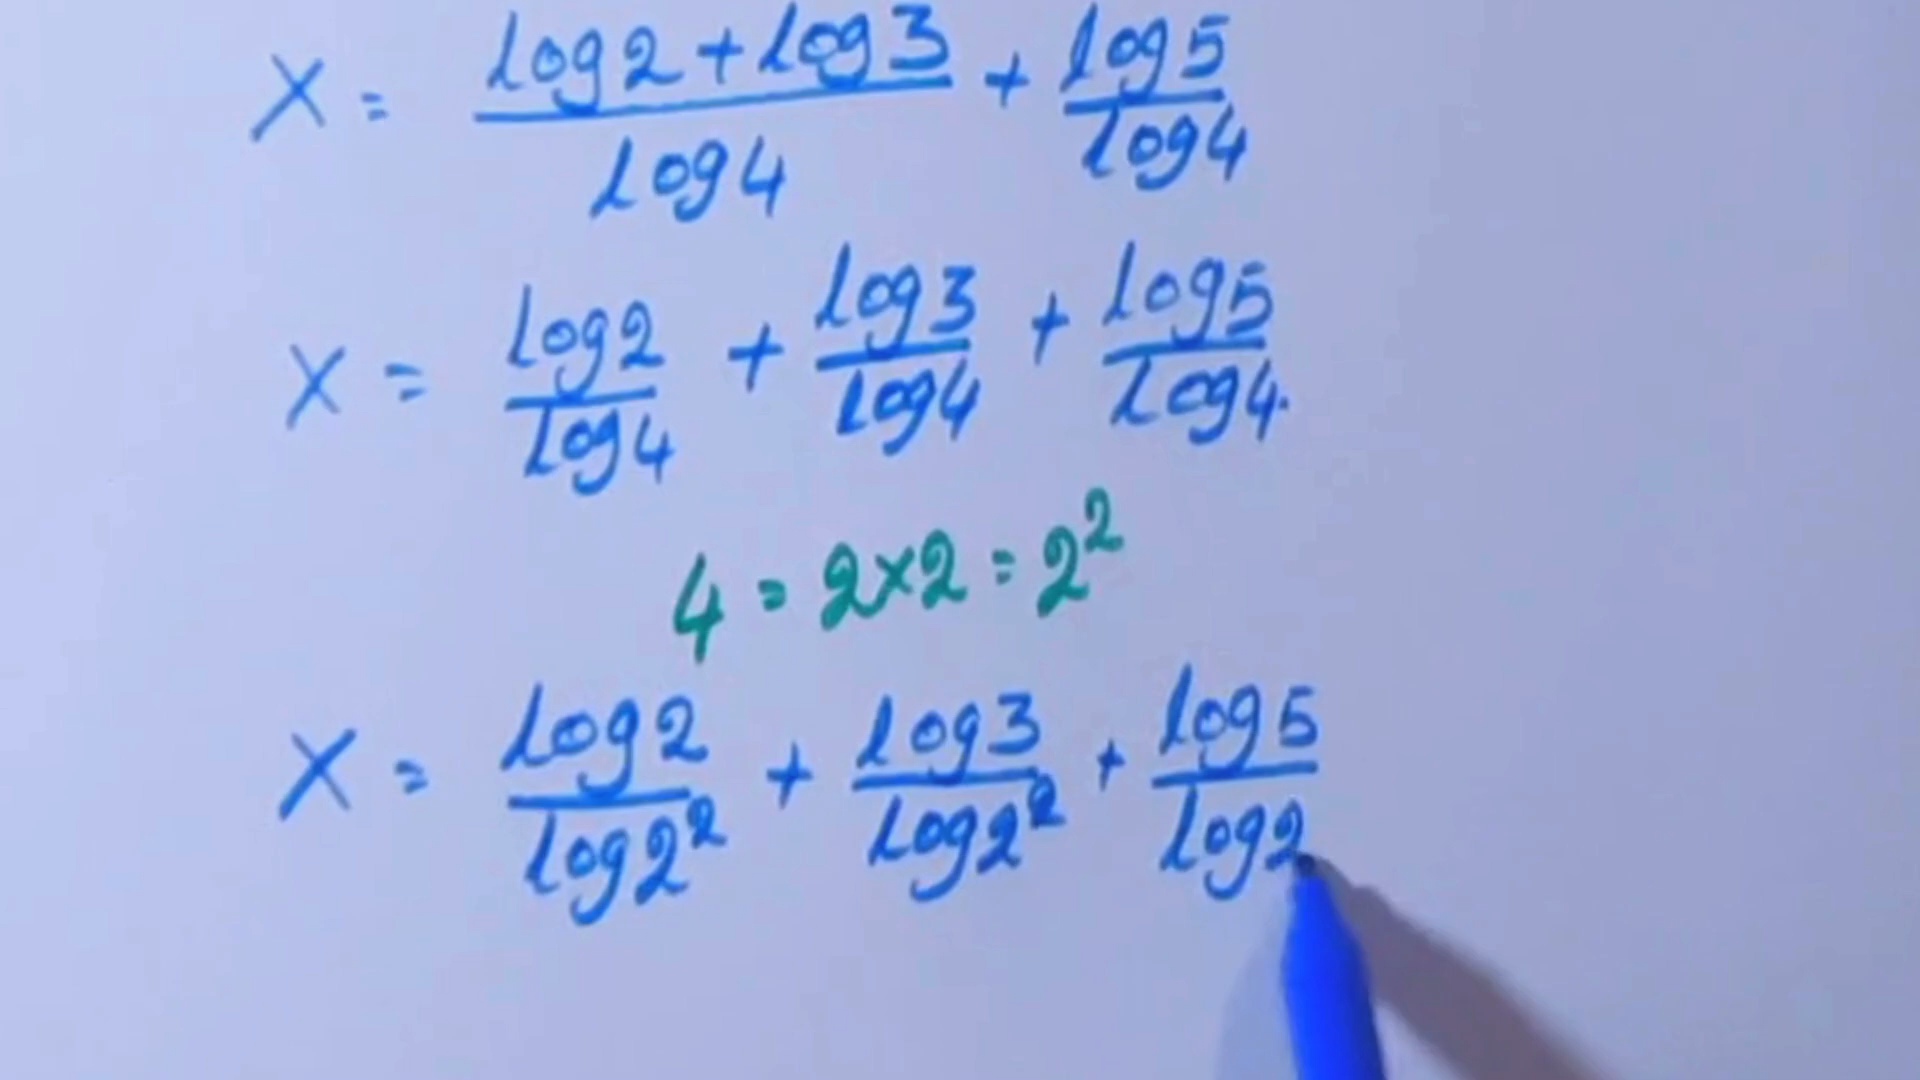 X = (log2+log3)/log4 + log5/log4
X = log2/log4 + log3/log4 + log5/log4.
4 = 2×2 = 2²
X = log2/log2² + log3/log2² + log5/log2